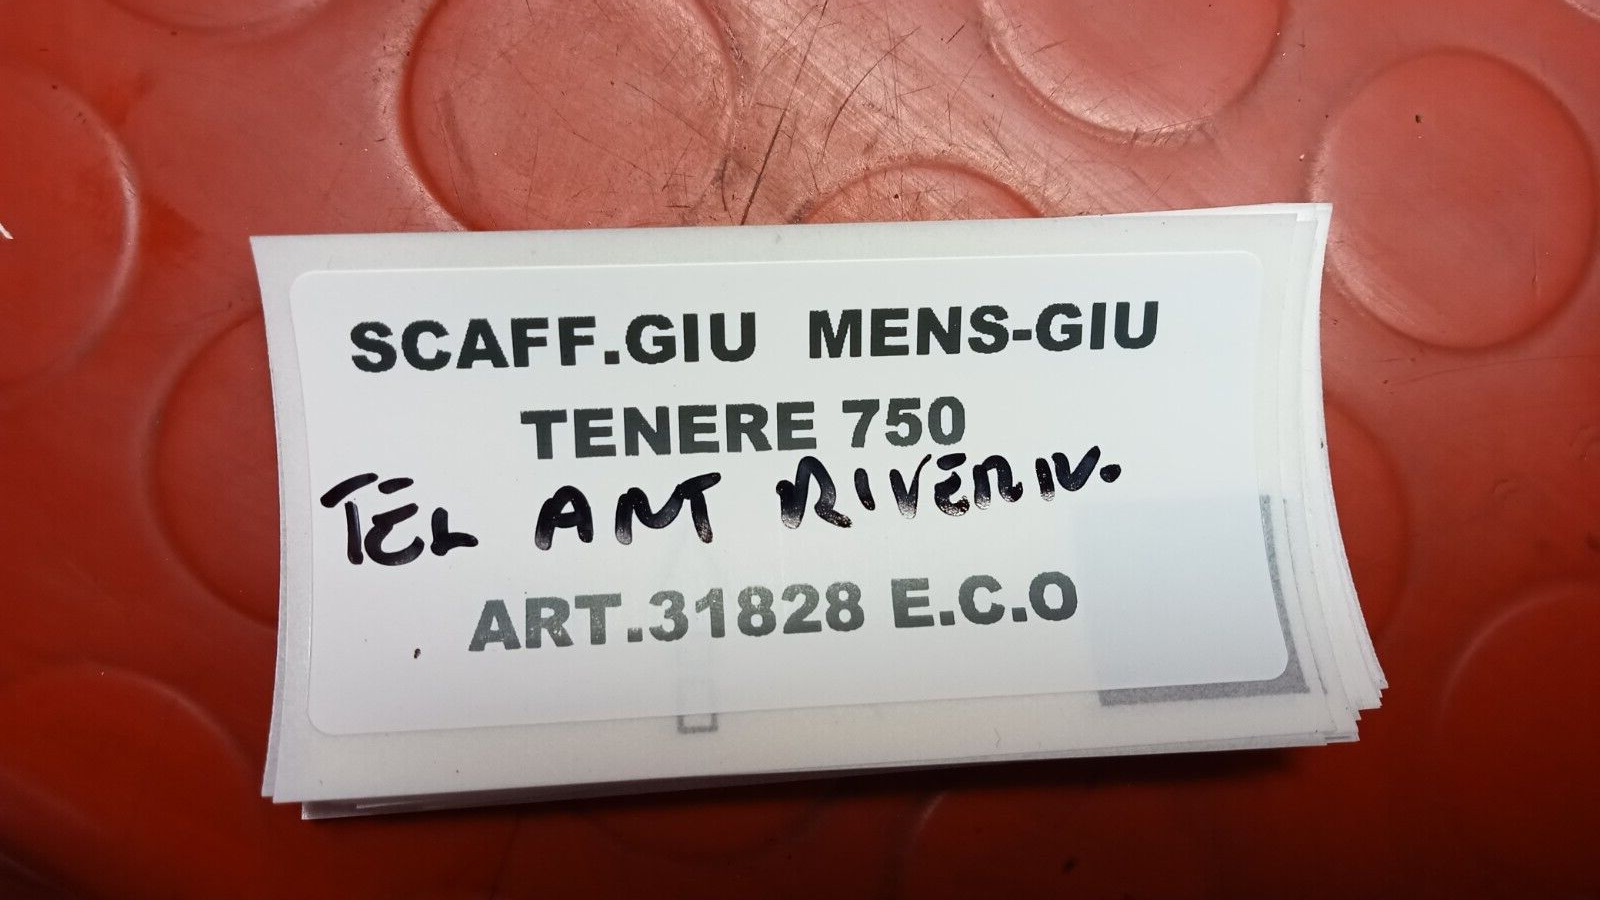 SCAFF.GIU MENS-GIU
TENERE 750
TEL ANT RIVERN.
ART.31828 E.C.O